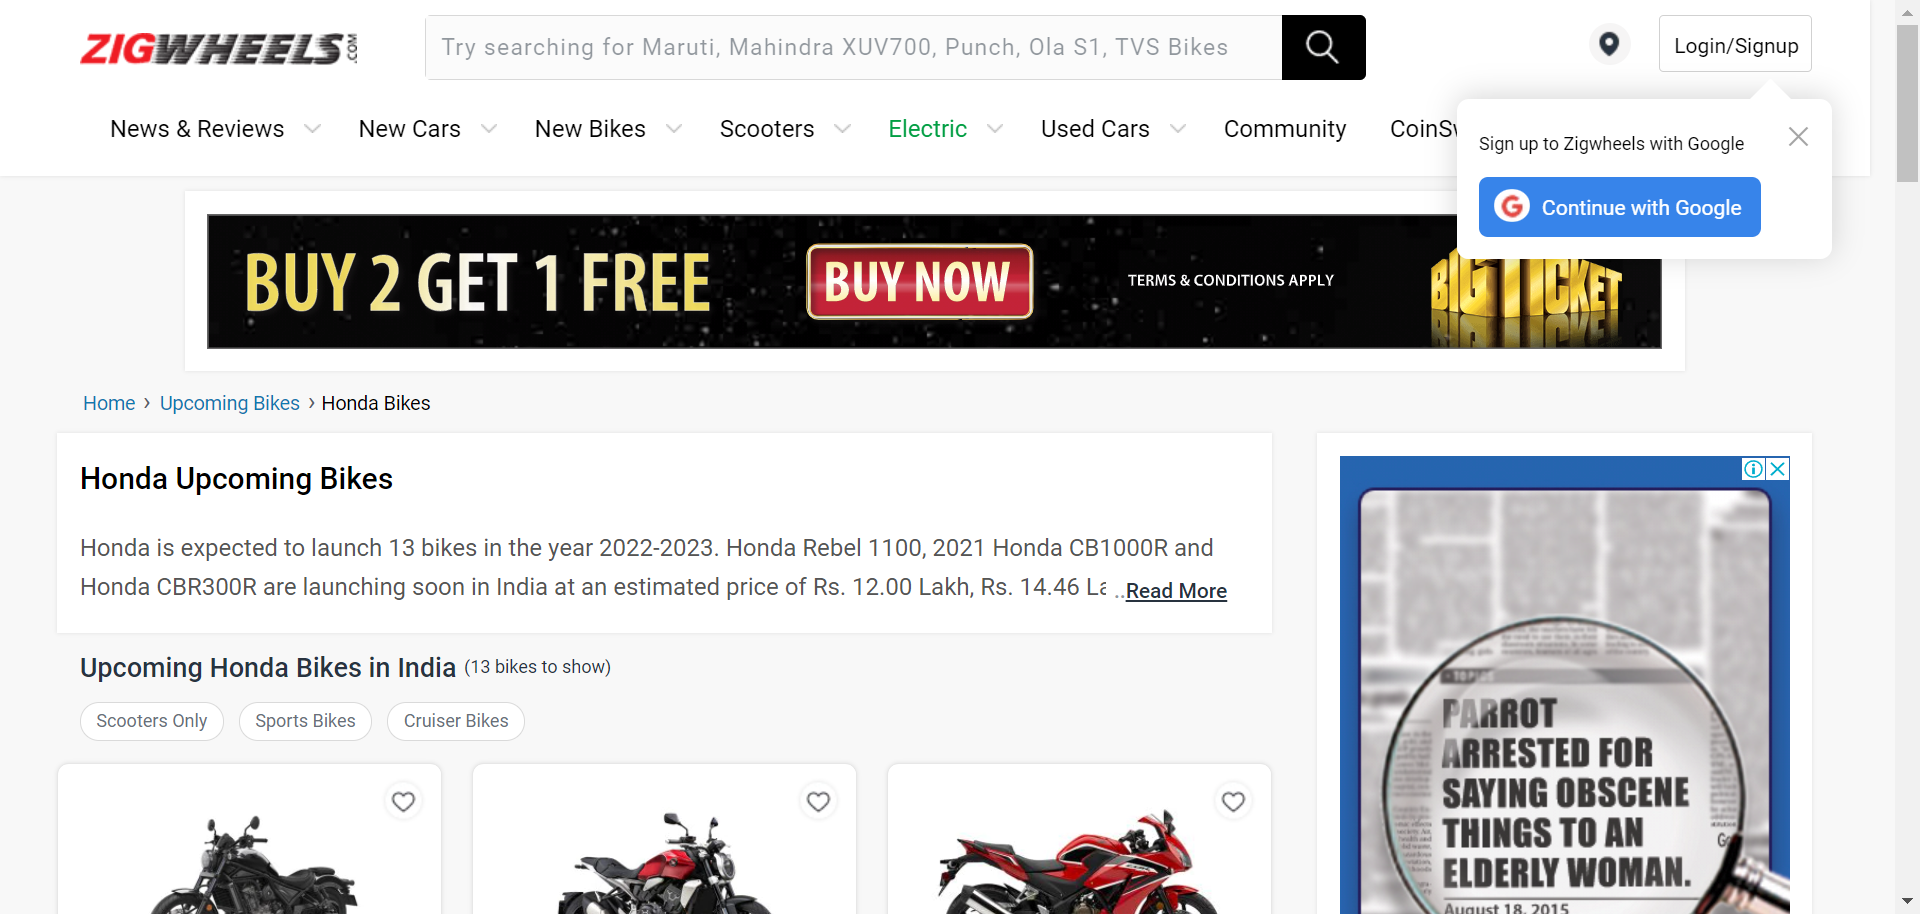 ZIGWHEELS.COM
Try searching for Maruti, Mahindra XUV700, Punch, Ola S1, TVS Bikes
Login/Signup
News & Reviews
New Cars
New Bikes
Scooters
Electric
Used Cars
Community
CoinSw
Sign up to Zigwheels with Google
G Continue with Google
BUY 2 GET 1 FREE
BUY NOW
TERMS & CONDITIONS APPLY
BIG TICKET
Home › Upcoming Bikes › Honda Bikes
Honda Upcoming Bikes
Honda is expected to launch 13 bikes in the year 2022-2023. Honda Rebel 1100, 2021 Honda CB1000R and
Honda CBR300R are launching soon in India at an estimated price of Rs. 12.00 Lakh, Rs. 14.46 La ..Read More
Upcoming Honda Bikes in India (13 bikes to show)
Scooters Only
Sports Bikes
Cruiser Bikes
TOPICS
PARROT
ARRESTED FOR
SAYING OBSCENE
THINGS TO AN
ELDERLY WOMAN.
August 18, 2015